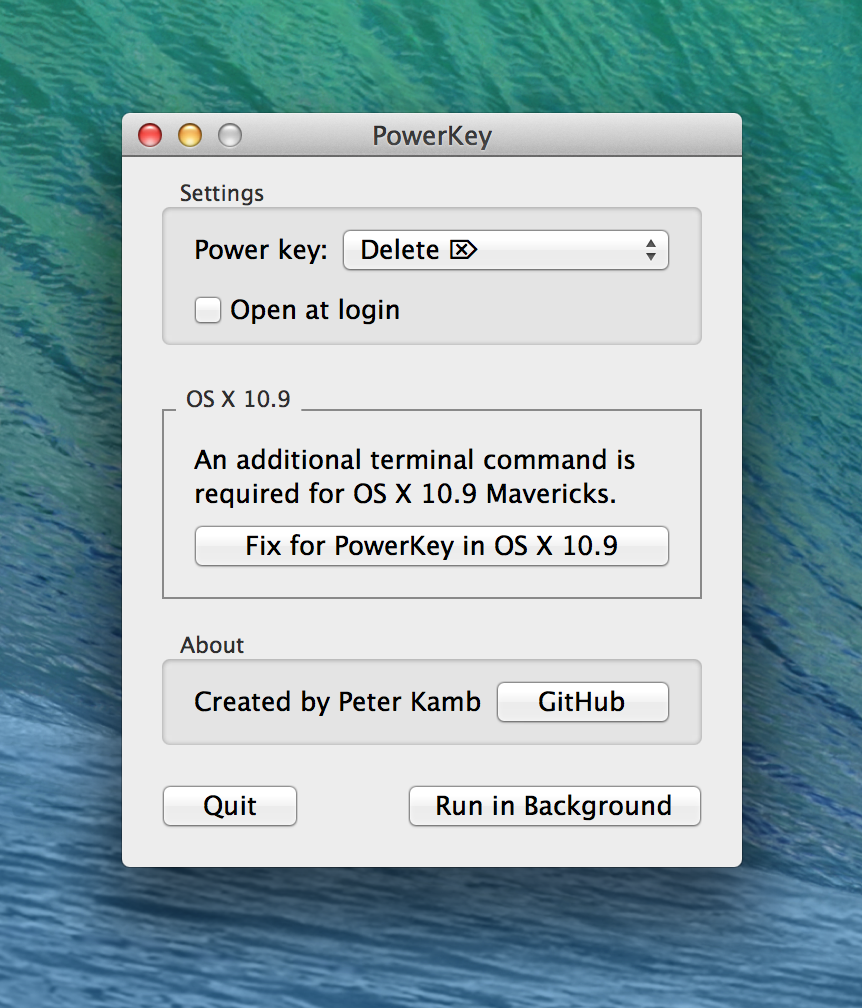 PowerKey
Settings
Power key: Delete ⌦
Open at login
OS X 10.9
An additional terminal command is
required for OS X 10.9 Mavericks.
Fix for PowerKey in OS X 10.9
About
Created by Peter Kamb GitHub
Quit Run in Background